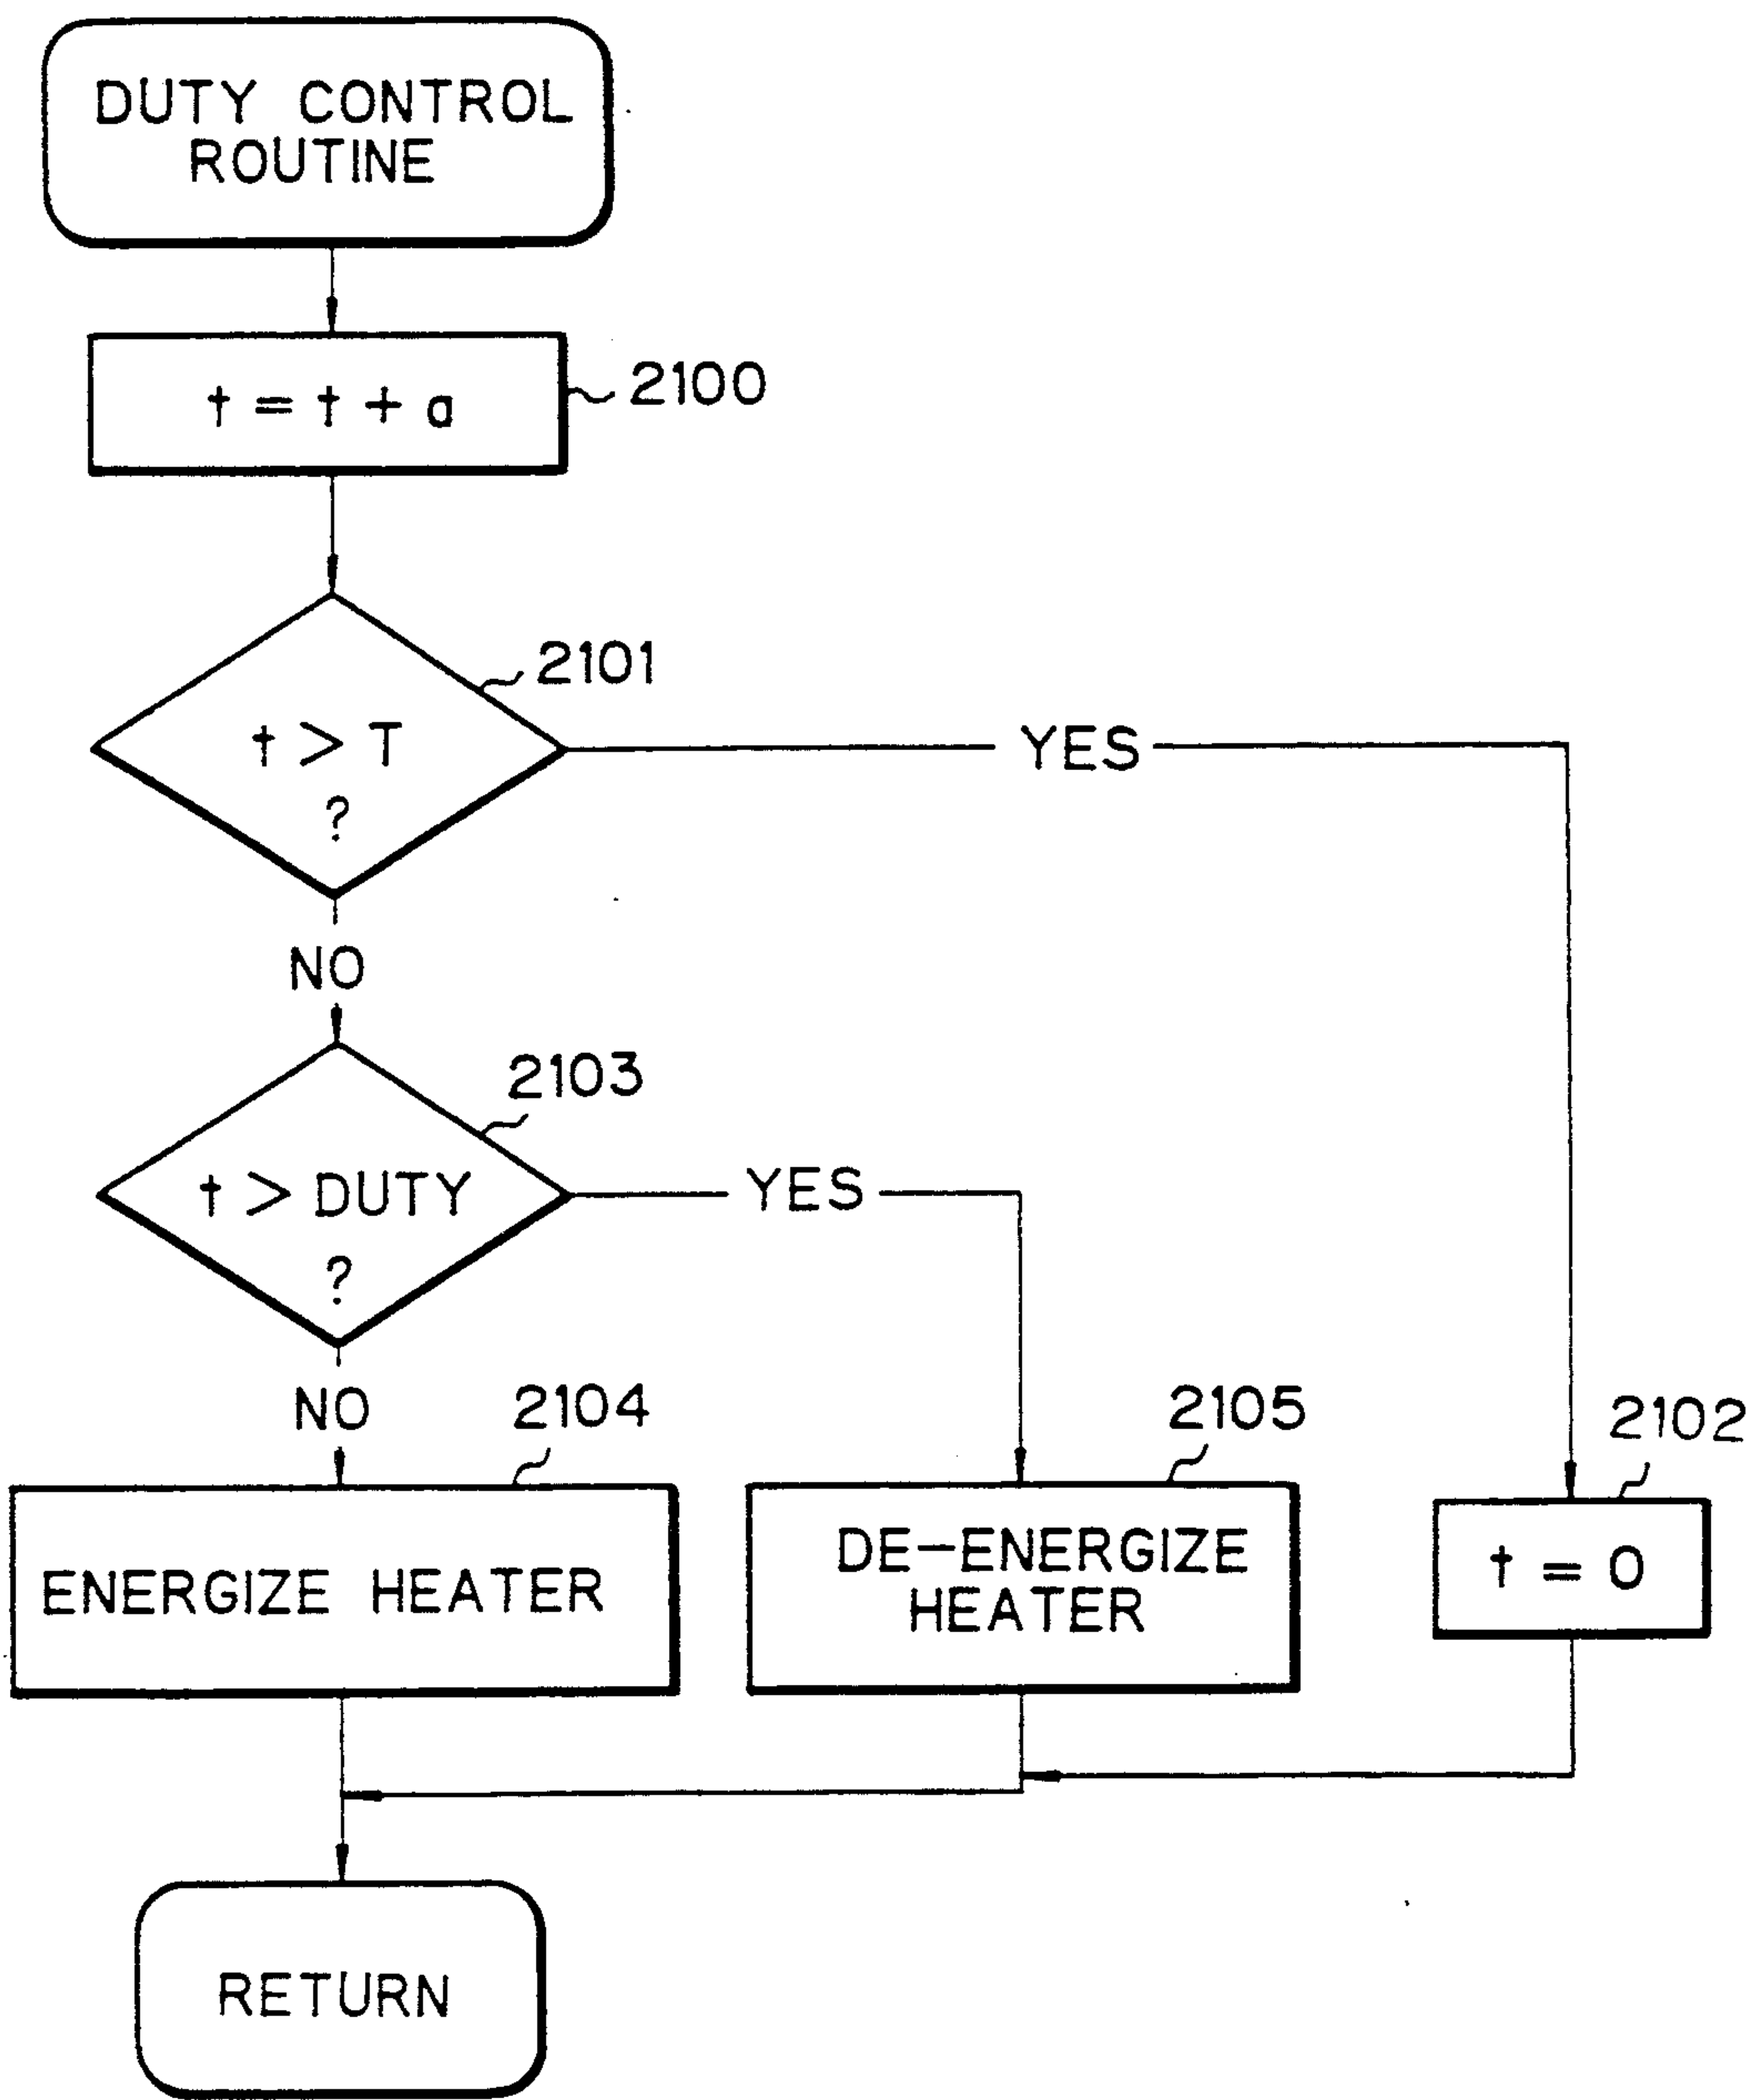 DUTY CONTROL
ROUTINE
t = t + a
2100
2101
t > T
?
YES
NO
2103
t > DUTY
?
YES
NO
2104
ENERGIZE HEATER
2105
DE-ENERGIZE
HEATER
2102
t = 0
RETURN